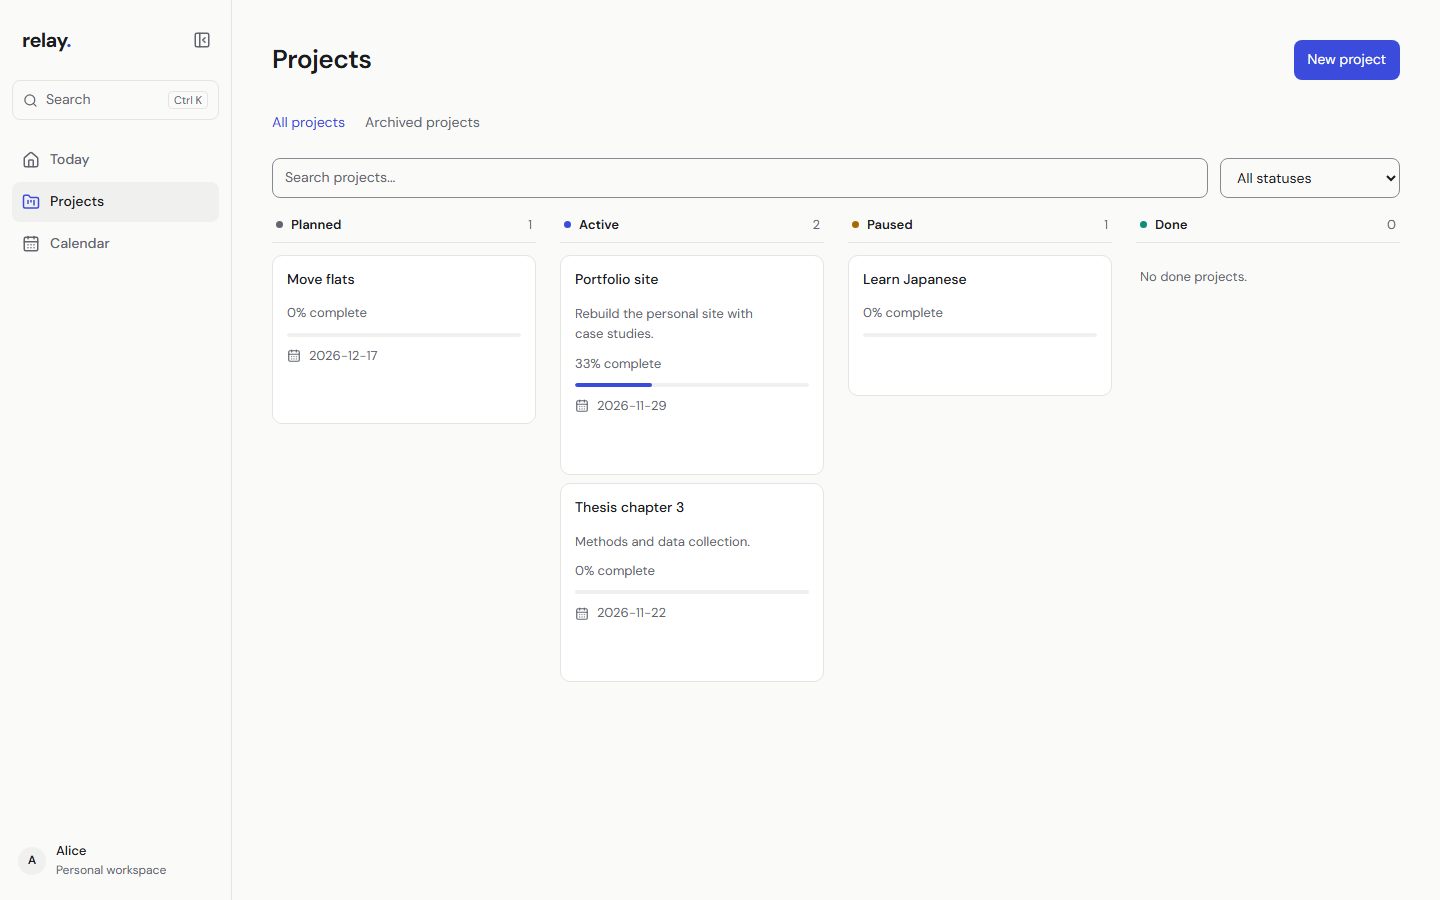 relay.
Search
Ctrl K
Today
Projects
Calendar
Alice
A
Personal workspace
Projects
New project
All projects
Archived projects
Search projects...
All statuses
Planned
1
Move flats
0% complete
2026-12-17
Active
2
Portfolio site
Rebuild the personal site with
case studies.
33% complete
2026-11-29
Thesis chapter 3
Methods and data collection.
0% complete
2026-11-22
Paused
1
Learn Japanese
0% complete
Done
0
No done projects.